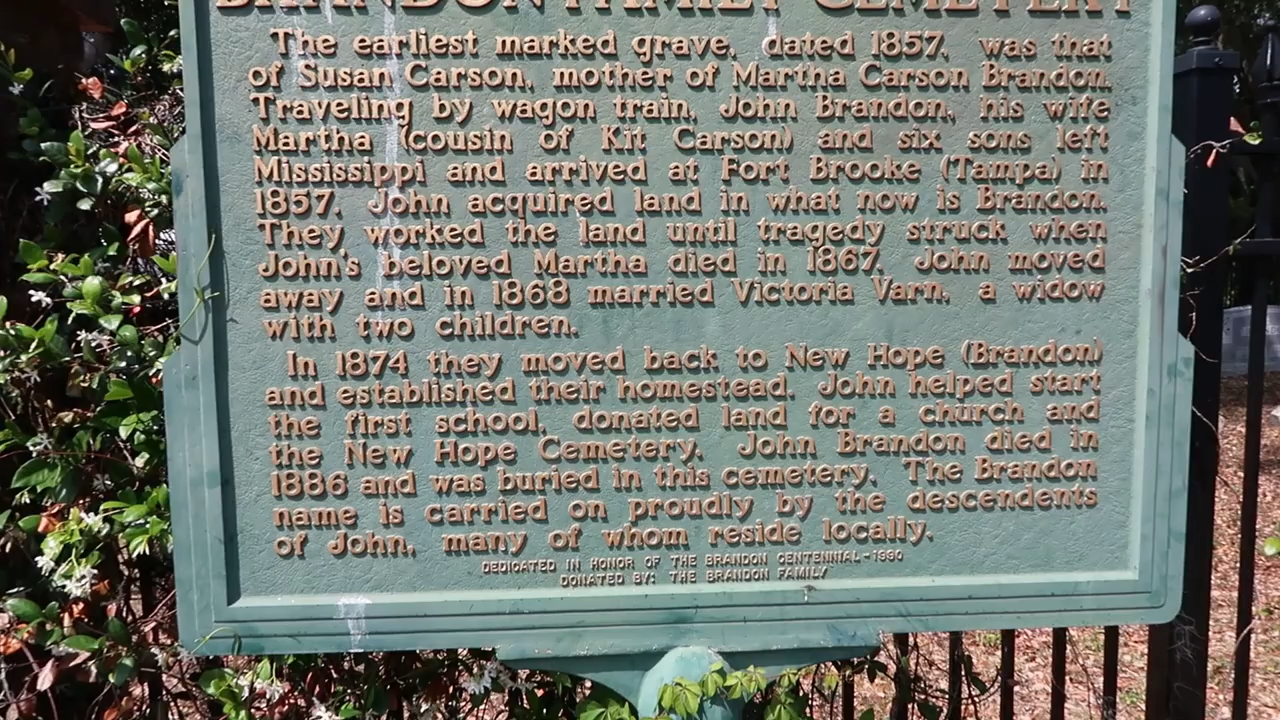 BRANDON FAMILY CEMETERY
The earliest marked grave, dated 1857, was that
of Susan Carson, mother of Martha Carson Brandon.
Traveling by wagon train, John Brandon, his wife
Martha (cousin of Kit Carson) and six sons left
Mississippi and arrived at Fort Brooke (Tampa) in
1857. John acquired land in what now is Brandon.
They worked the land until tragedy struck when
John's beloved Martha died in 1867. John moved
away and in 1868 married Victoria Varn, a widow
with two children.
In 1874 they moved back to New Hope (Brandon)
and established their homestead. John helped start
the first school, donated land for a church and
the New Hope Cemetery. John Brandon died in
1886 and was buried in this cemetery. The Brandon
name is carried on proudly by the descendents
of John, many of whom reside locally.
DEDICATED IN HONOR OF THE BRANDON CENTENNIAL-1990
DONATED BY: THE BRANDON FAMILY